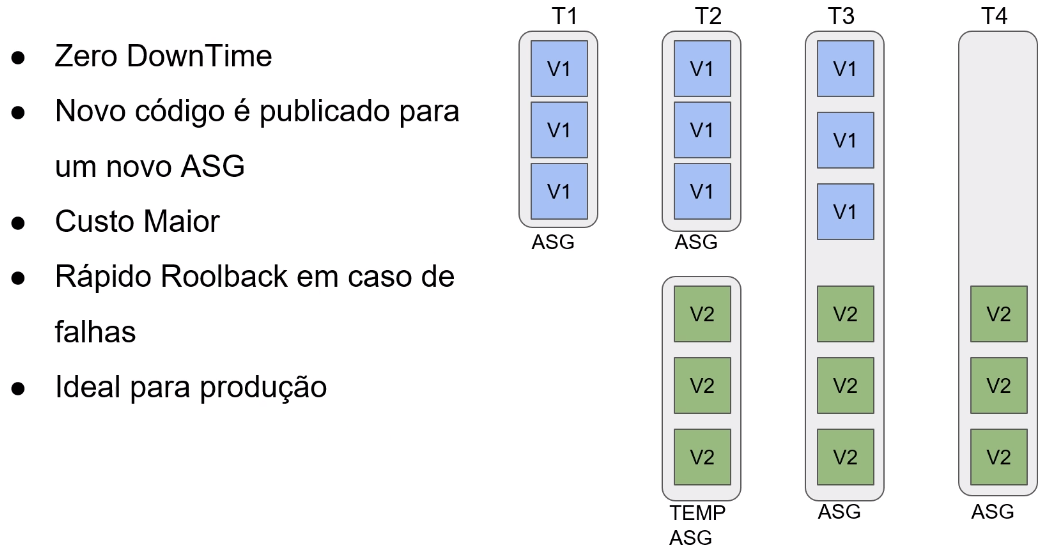 Zero DownTime
Novo código é publicado para
um novo ASG
Custo Maior
Rápido Roolback em caso de
falhas
Ideal para produção
T1
V1
V1
V1
ASG
T2
V1
V1
V1
ASG
V2
V2
V2
TEMP
ASG
T3
V1
V1
V1
V2
V2
V2
ASG
T4
V2
V2
V2
ASG